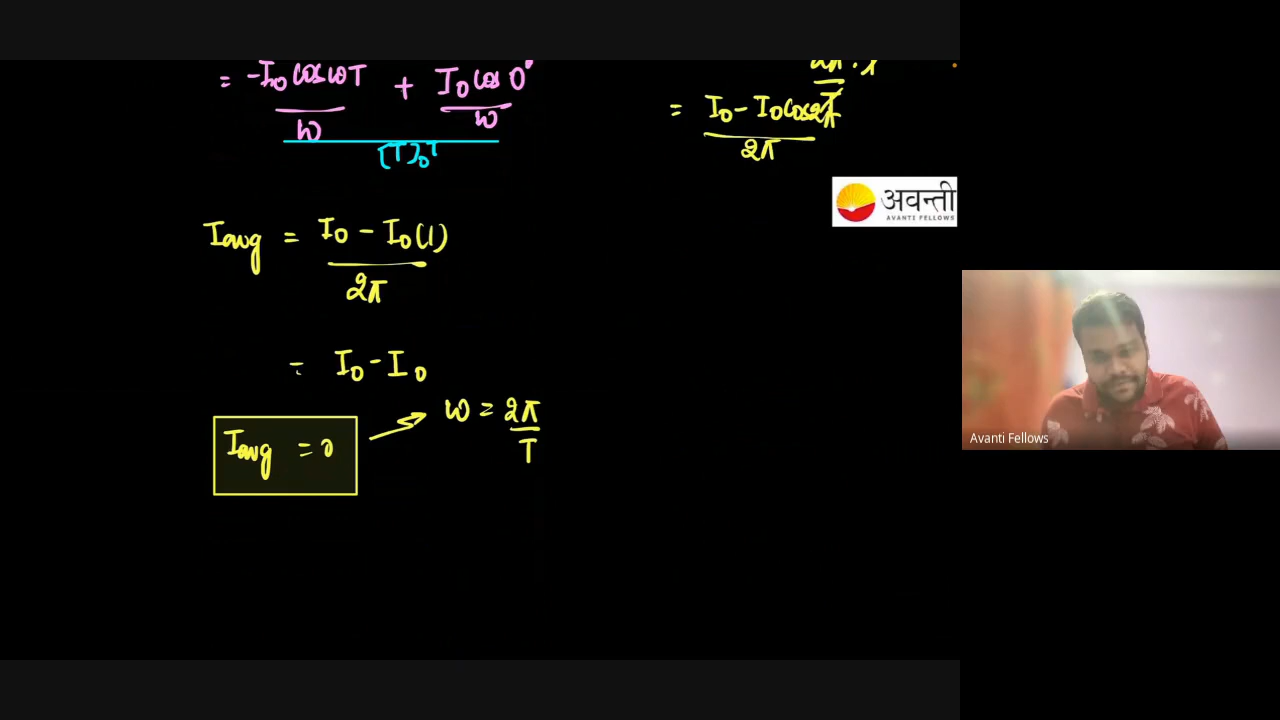 = -I₀ cos ωT / ω + I₀ cos 0° / ω
[T]₀ᵀ
= I₀ - I₀ cos 2π / 2π
अवन्ती
AVANTI FELLOWS
Iavg = I₀ - I₀(1) / 2π
= I₀ - I₀
ω = 2π / T
Iavg = 0
Avanti Fellows